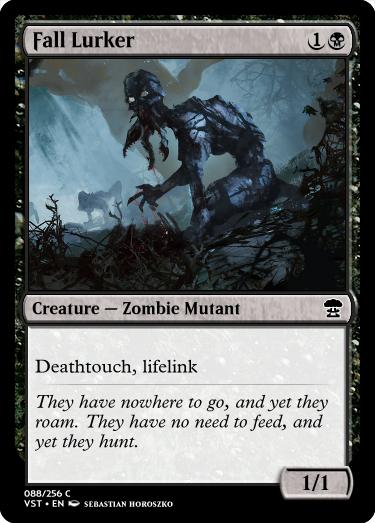 Fall Lurker 1
Creature — Zombie Mutant
Deathtouch, lifelink
They have nowhere to go, and yet they
roam. They have no need to feed, and
yet they hunt.
1/1
088/256 C
VST • EN SEBASTIAN HOROSZKO